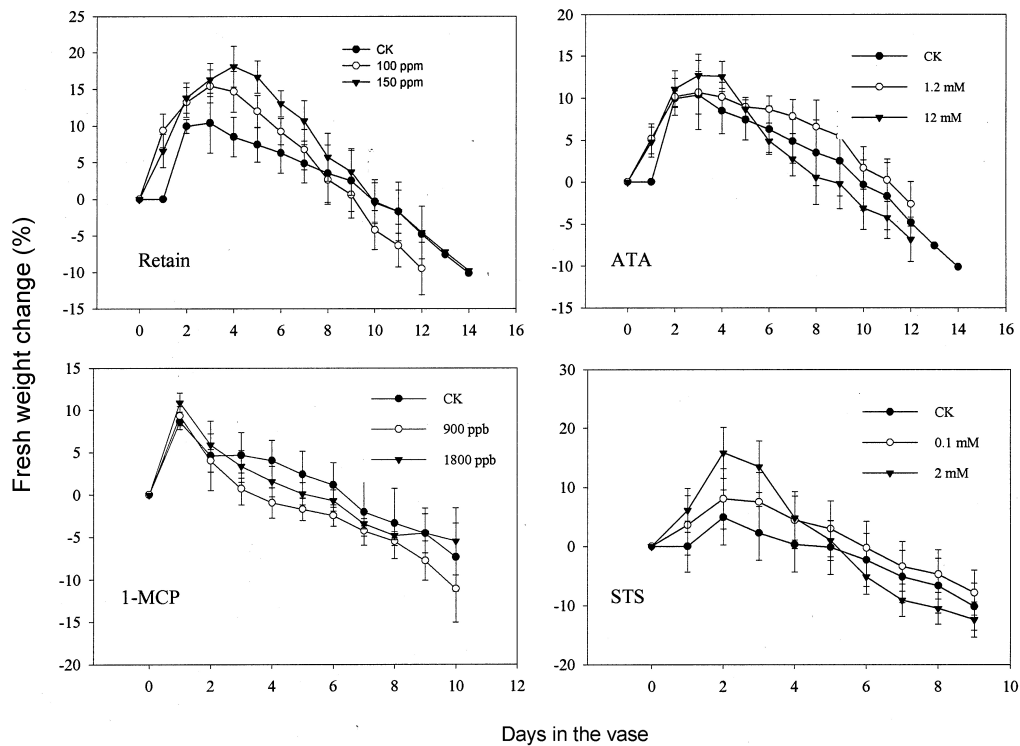 Fresh weight change (%)
25
20
15
10
5
0
-5
-10
-15
CK
100 ppm
150 ppm
Retain
0 2 4 6 8 10 12 14 16
20
15
10
5
0
-5
-10
-15
CK
1.2 mM
12 mM
ATA
0 2 4 6 8 10 12 14 16
15
10
5
0
-5
-10
-15
-20
CK
900 ppb
1800 ppb
1-MCP
0 2 4 6 8 10 12
30
20
10
0
-10
-20
CK
0.1 mM
2 mM
STS
0 2 4 6 8 10
Days in the vase